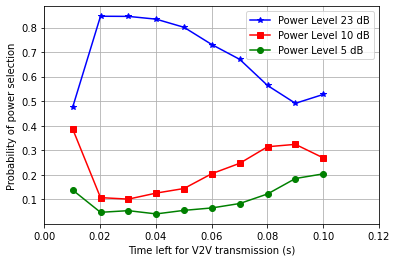 Power Level 23 dB
Power Level 10 dB
Power Level 5 dB
Probability of power selection
0.8
0.7
0.6
0.5
0.4
0.3
0.2
0.1
0.00 0.02 0.04 0.06 0.08 0.10 0.12
Time left for V2V transmission (s)